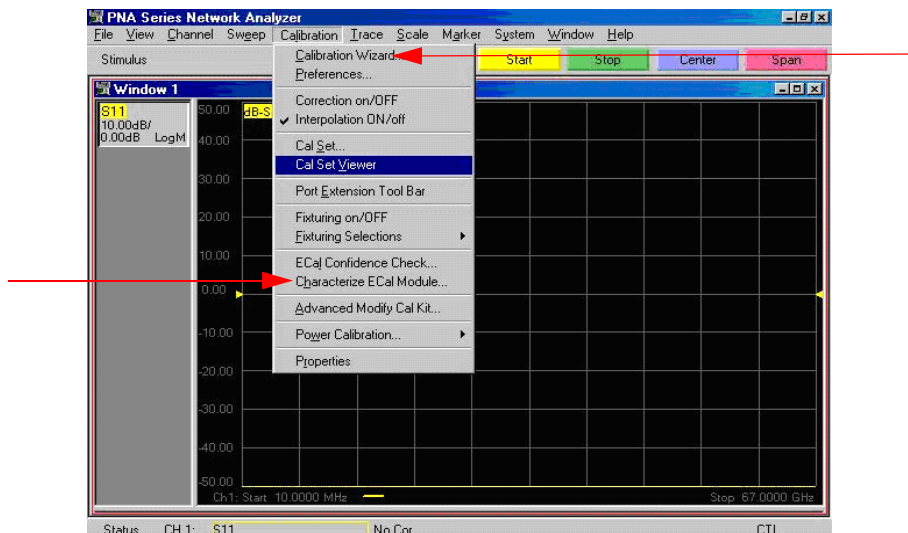 PNA Series Network Analyzer
File View Channel Sweep Calibration Trace Scale Marker System Window Help
Stimulus Start Stop Center Span
Calibration Wizard...
Preferences...
Correction on/OFF
Interpolation ON/off
Cal Set...
Cal Set Viewer
Port Extension Tool Bar
Fixturing on/OFF
Fixturing Selections
ECal Confidence Check...
Characterize ECal Module...
Advanced Modify Cal Kit...
Power Calibration...
Properties
Window 1
S11
10.00dB/
0.00dB LogM
50.00 dB-S
40.00
30.00
20.00
10.00
0.00
-10.00
-20.00
-30.00
-40.00
-50.00
Ch1: Start 10.0000 MHz Stop 67.0000 GHz
Status CH 1: S11 No Cor